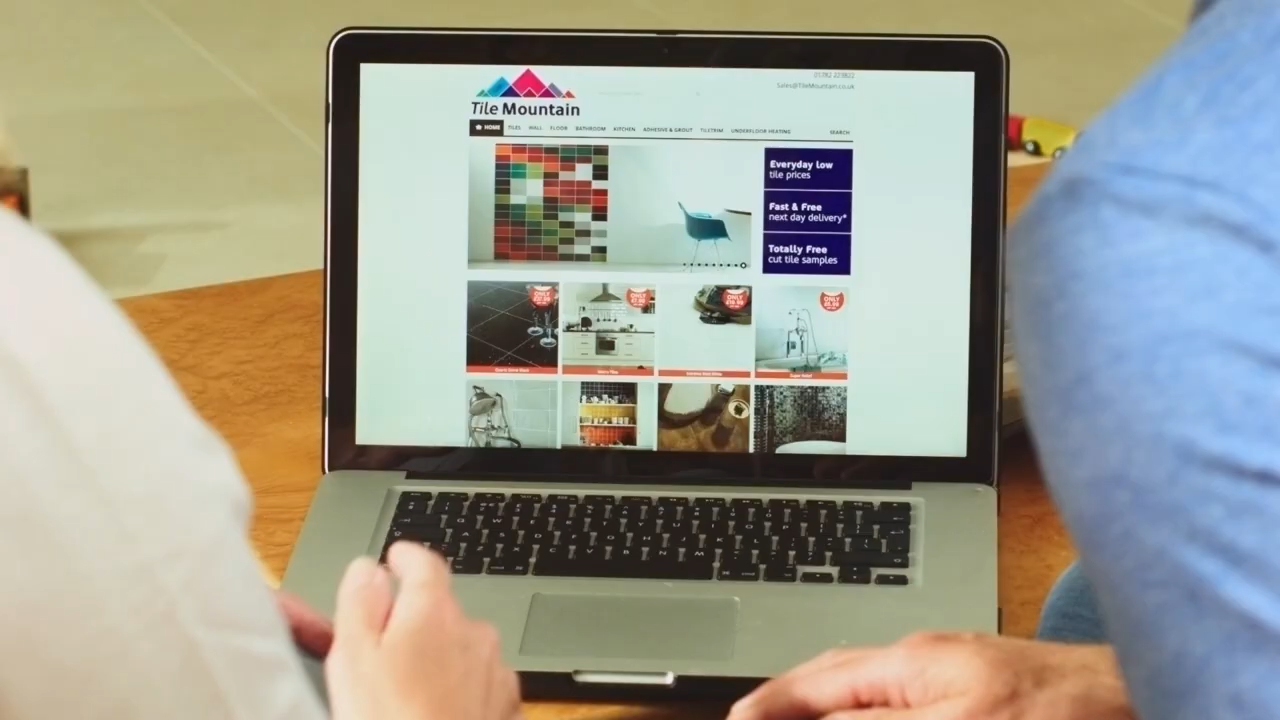 01782 223822
Sales@TileMountain.co.uk
Tile Mountain
HOME TILES WALL FLOOR BATHROOM KITCHEN ADHESIVE & GROUT TILETRIM UNDERFLOOR HEATING SEARCH
Everyday low
tile prices
Fast & Free
next day delivery*
Totally Free
cut tile samples
ONLY
ONLY
ONLY
ONLY